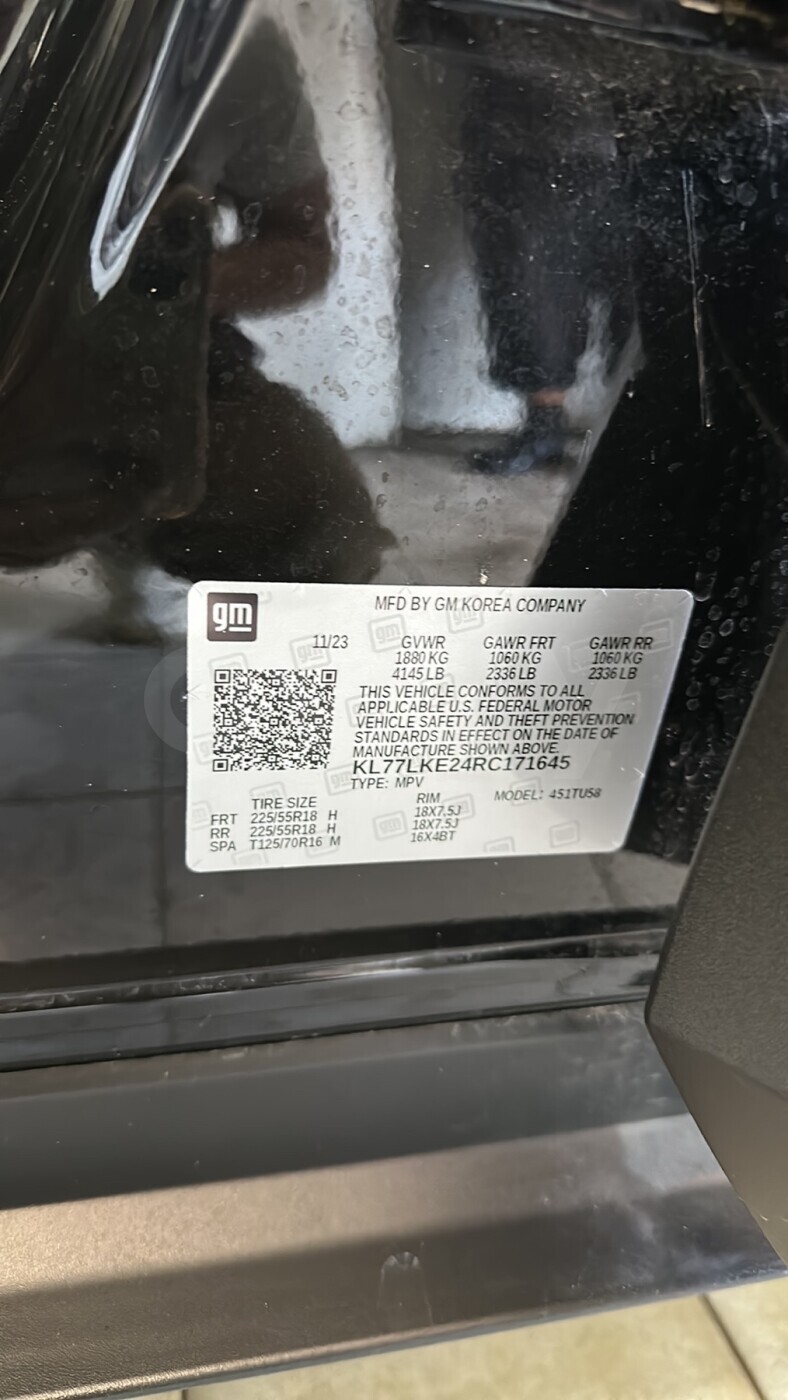 gm
MFD BY GM KOREA COMPANY
11/23 GVWR GAWR FRT GAWR RR
1880 KG 1060 KG 1060 KG
4145 LB 2336 LB 2336 LB
THIS VEHICLE CONFORMS TO ALL
APPLICABLE U.S. FEDERAL MOTOR
VEHICLE SAFETY AND THEFT PREVENTION
STANDARDS IN EFFECT ON THE DATE OF
MANUFACTURE SHOWN ABOVE.
KL77LKE24RC171645
TYPE: MPV
TIRE SIZE RIM MODEL: 451TU58
FRT 225/55R18 H 18X7.5J
RR 225/55R18 H 18X7.5J
SPA T125/70R16 M 16X4BT